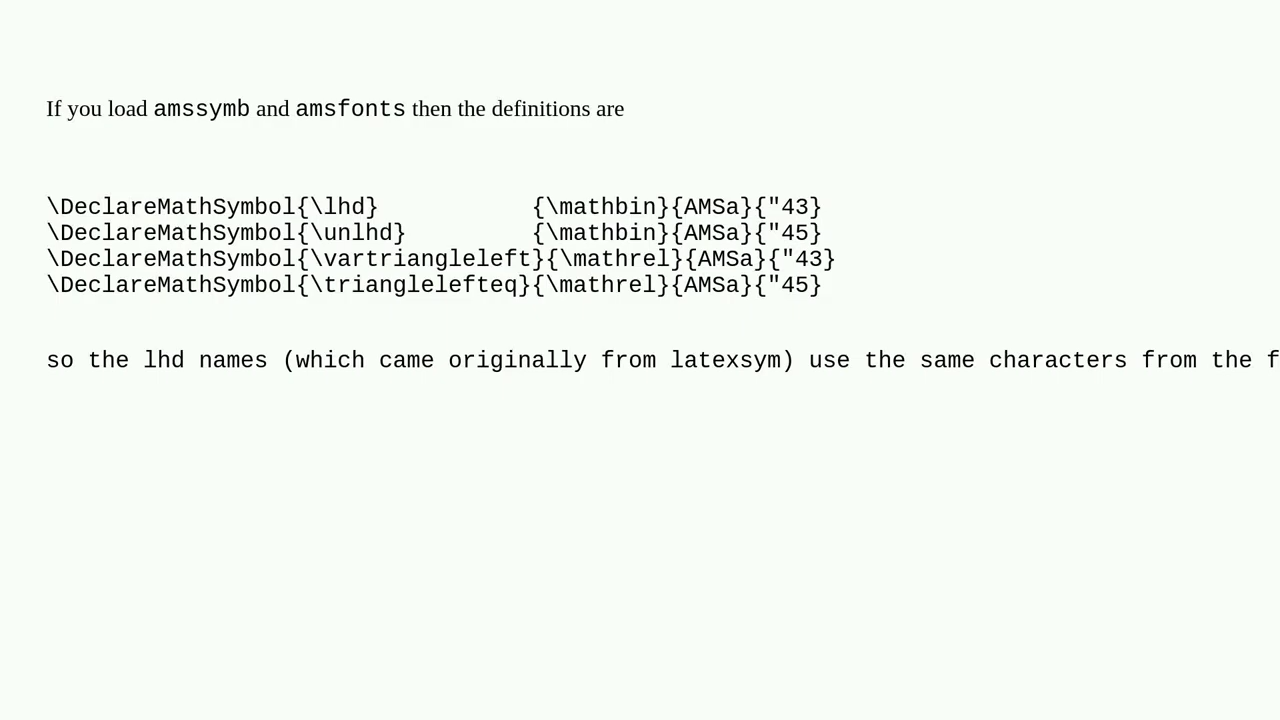 If you load amssymb and amsfonts then the definitions are
\DeclareMathSymbol{\lhd}           {\mathbin}{AMSa}{"43}
\DeclareMathSymbol{\unlhd}         {\mathbin}{AMSa}{"45}
\DeclareMathSymbol{\vartriangleleft}{\mathrel}{AMSa}{"43}
\DeclareMathSymbol{\trianglelefteq}{\mathrel}{AMSa}{"45}
so the lhd names (which came originally from latexsym) use the same characters from the